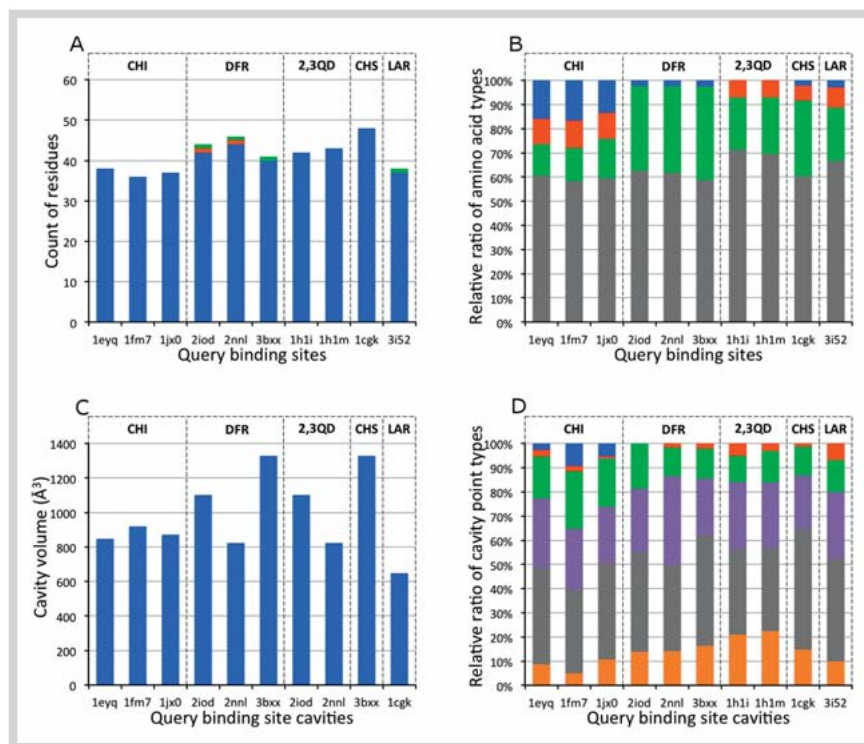 A
CHI DFR 2,3QD CHS LAR
Count of residues
60
50
40
30
20
10
0
1eyq 1fm7 1jx0 2iod 2nnl 3bxx 1h1i 1h1m 1cgk 3i52
Query binding sites
B
CHI DFR 2,3QD CHS LAR
Relative ratio of amino acid types
100%
90%
80%
70%
60%
50%
40%
30%
20%
10%
0%
1eyq 1fm7 1jx0 2iod 2nnl 3bxx 1h1i 1h1m 1cgk 3i52
Query binding sites
C
CHI DFR 2,3QD CHS LAR
Cavity volume (Å³)
1400
1200
1000
800
600
400
200
0
1eyq 1fm7 1jx0 2iod 2nnl 3bxx 2iod 2nnl 3bxx 1cgk
Query binding site cavities
D
CHI DFR 2,3QD CHS LAR
Relative ratio of cavity point types
100%
90%
80%
70%
60%
50%
40%
30%
20%
10%
0%
1eyq 1fm7 1jx0 2iod 2nnl 3bxx 1h1i 1h1m 1cgk 3i52
Query binding site cavities